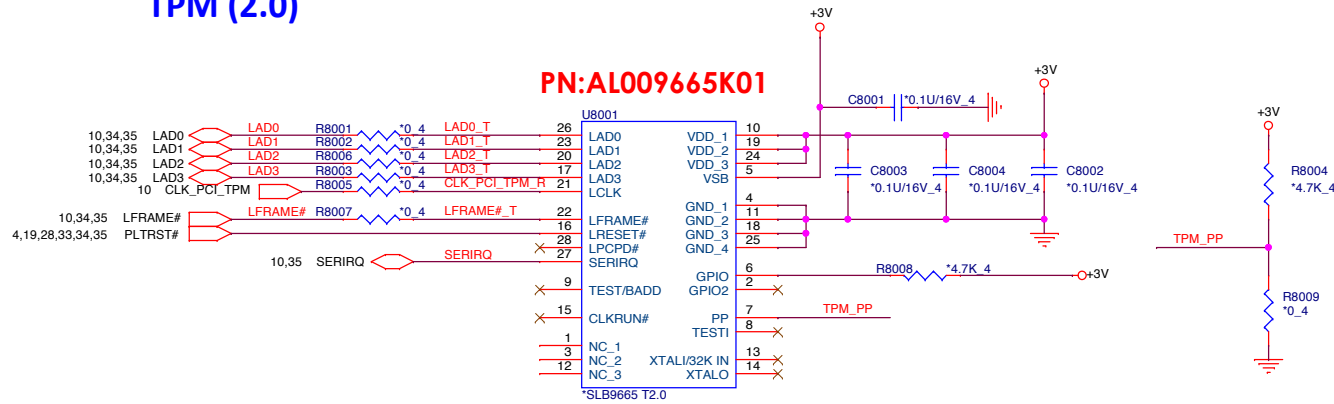 TPM (2.0)
PN:AL009665K01
U8001
10,34,35 LAD0 LAD0 R8001 *0_4 LAD0_T 26 LAD0
10,34,35 LAD1 LAD1 R8002 *0_4 LAD1_T 23 LAD1
10,34,35 LAD2 LAD2 R8006 *0_4 LAD2_T 20 LAD2
10,34,35 LAD3 LAD3 R8003 *0_4 LAD3_T 17 LAD3
10 CLK_PCI_TPM R8005 *0_4 CLK_PCI_TPM_R 21 LCLK
10,34,35 LFRAME# LFRAME# R8007 *0_4 LFRAME#_T 22 LFRAME#
4,19,28,33,34,35 PLTRST# 16 LRESET#
28 LPCPD#
10,35 SERIRQ SERIRQ 27 SERIRQ
9 TEST/BADD
15 CLKRUN#
1 NC_1
3 NC_2
12 NC_3
VDD_1 10
VDD_2 19
VDD_3 24
VSB 5
GND_1 4
GND_2 11
GND_3 18
GND_4 25
GPIO 6 R8008 *4.7K_4 +3V
GPIO2 2
PP 7 TPM_PP
TESTI 8
XTALI/32K IN 13
XTALO 14
*SLB9665 T2.0
+3V
C8001 *0.1U/16V_4
+3V
C8003
*0.1U/16V_4
C8004
*0.1U/16V_4
C8002
*0.1U/16V_4
+3V
R8004
*4.7K_4
TPM_PP
R8009
*0_4